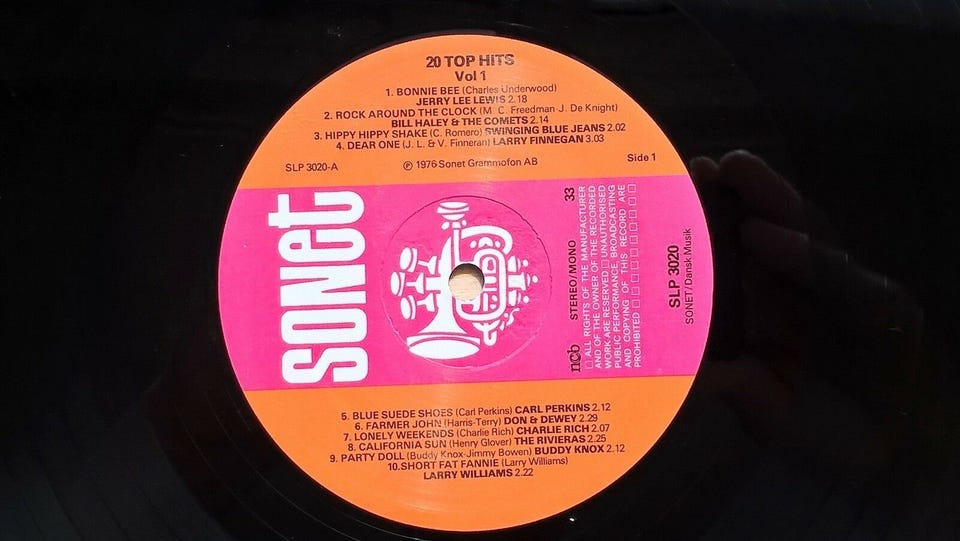 20 TOP HITS
Vol 1
1. BONNIE BEE (Charles Underwood)
JERRY LEE LEWIS 2.18
2. ROCK AROUND THE CLOCK (M. C. Freedman-J. De Knight)
BILL HALEY & THE COMETS 2.14
3. HIPPY HIPPY SHAKE (C. Romero) SWINGING BLUE JEANS 2.02
4. DEAR ONE (J. L. & V. Finneran) LARRY FINNEGAN 3.03
SLP 3020-A
℗ 1976 Sonet Grammofon AB
Side 1
sonet
ncb
STEREO/MONO
33
□ ALL RIGHTS OF THE MANUFACTURER
AND OF THE OWNER OF THE RECORDED
WORK ARE RESERVED □ UNAUTHORISED
PUBLIC PERFORMANCE, BROADCASTING
AND COPYING OF THIS RECORD ARE
PROHIBITED □ □ □ □ □ □ □ □ □ □
SLP 3020
SONET/Dansk Musik
5. BLUE SUEDE SHOES (Carl Perkins) CARL PERKINS 2.12
6. FARMER JOHN (Harris-Terry) DON & DEWEY 2.29
7. LONELY WEEKENDS (Charlie Rich) CHARLIE RICH 2.07
8. CALIFORNIA SUN (Henry Glover) THE RIVIERAS 2.25
9. PARTY DOLL (Buddy Knox-Jimmy Bowen) BUDDY KNOX 2.12
10. SHORT FAT FANNIE (Larry Williams)
LARRY WILLIAMS 2.22